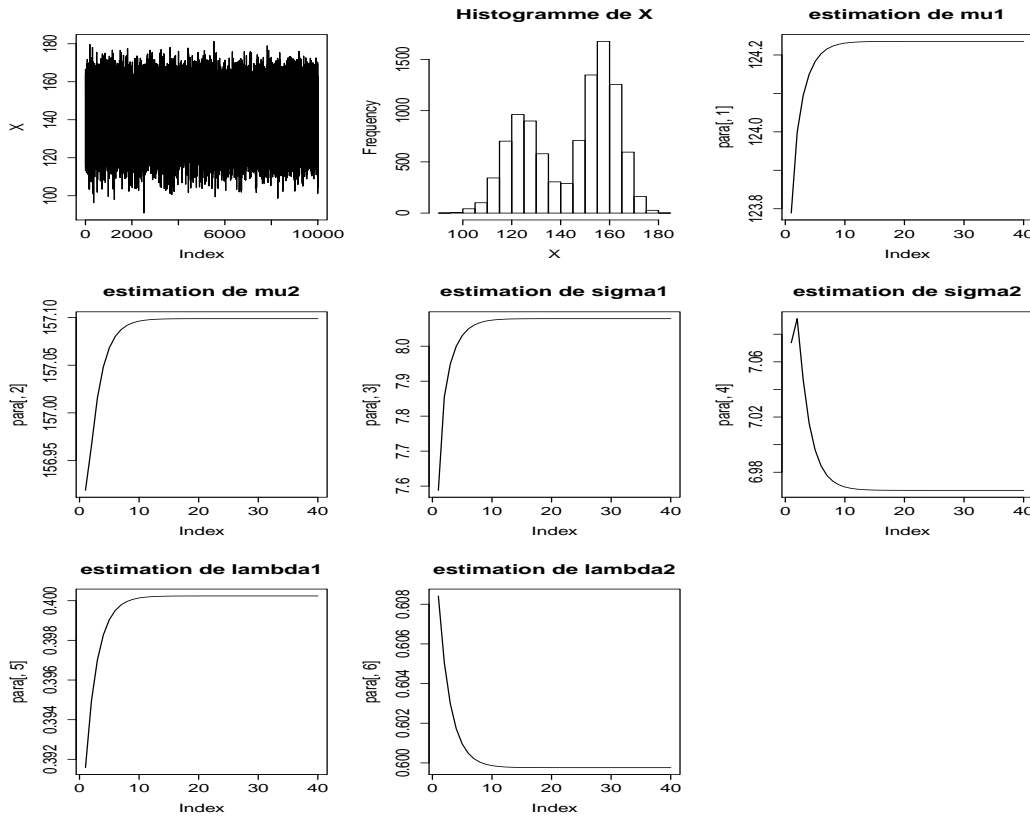 X
180
160
140
120
100
0 2000 6000 10000
Index
Histogramme de X
Frequency
1500
1000
500
0
100 120 140 160 180
X
estimation de mu1
para[, 1]
124.2
124.0
123.8
0 10 20 30 40
Index
estimation de mu2
para[, 2]
157.10
157.05
157.00
156.95
0 10 20 30 40
Index
estimation de sigma1
para[, 3]
8.0
7.9
7.8
7.7
7.6
0 10 20 30 40
Index
estimation de sigma2
para[, 4]
7.06
7.02
6.98
0 10 20 30 40
Index
estimation de lambda1
para[, 5]
0.400
0.398
0.396
0.394
0.392
0 10 20 30 40
Index
estimation de lambda2
para[, 6]
0.608
0.606
0.604
0.602
0.600
0 10 20 30 40
Index